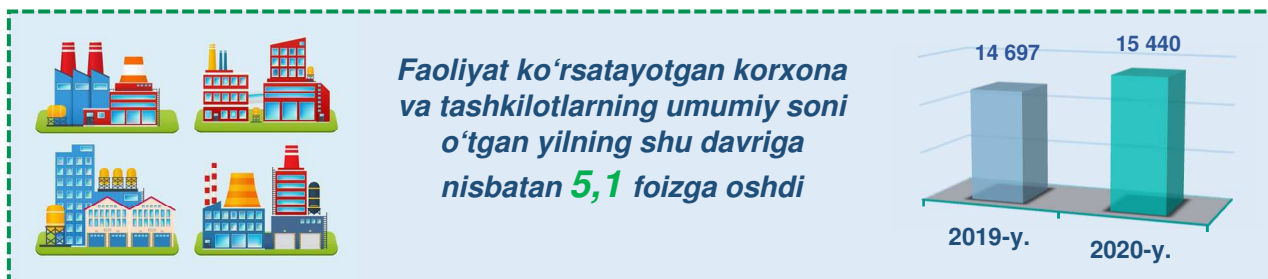 Faoliyat ko‘rsatayotgan korxona
va tashkilotlarning umumiy soni
o‘tgan yilning shu davriga
nisbatan 5,1 foizga oshdi
14 697
15 440
2019-y.
2020-y.